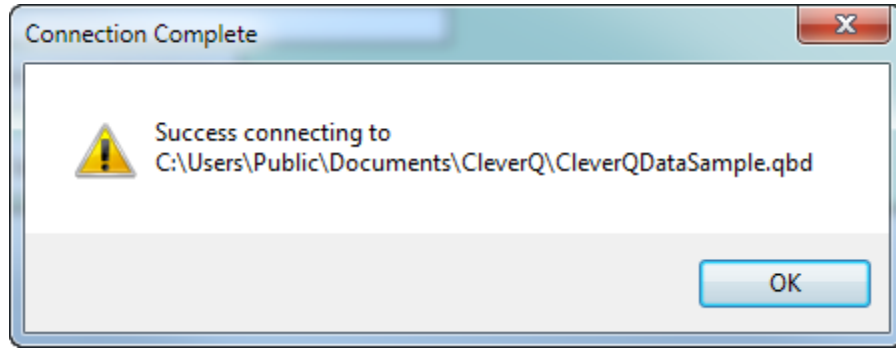 Connection Complete
Success connecting to
C:\Users\Public\Documents\CleverQ\CleverQDataSample.qbd
OK